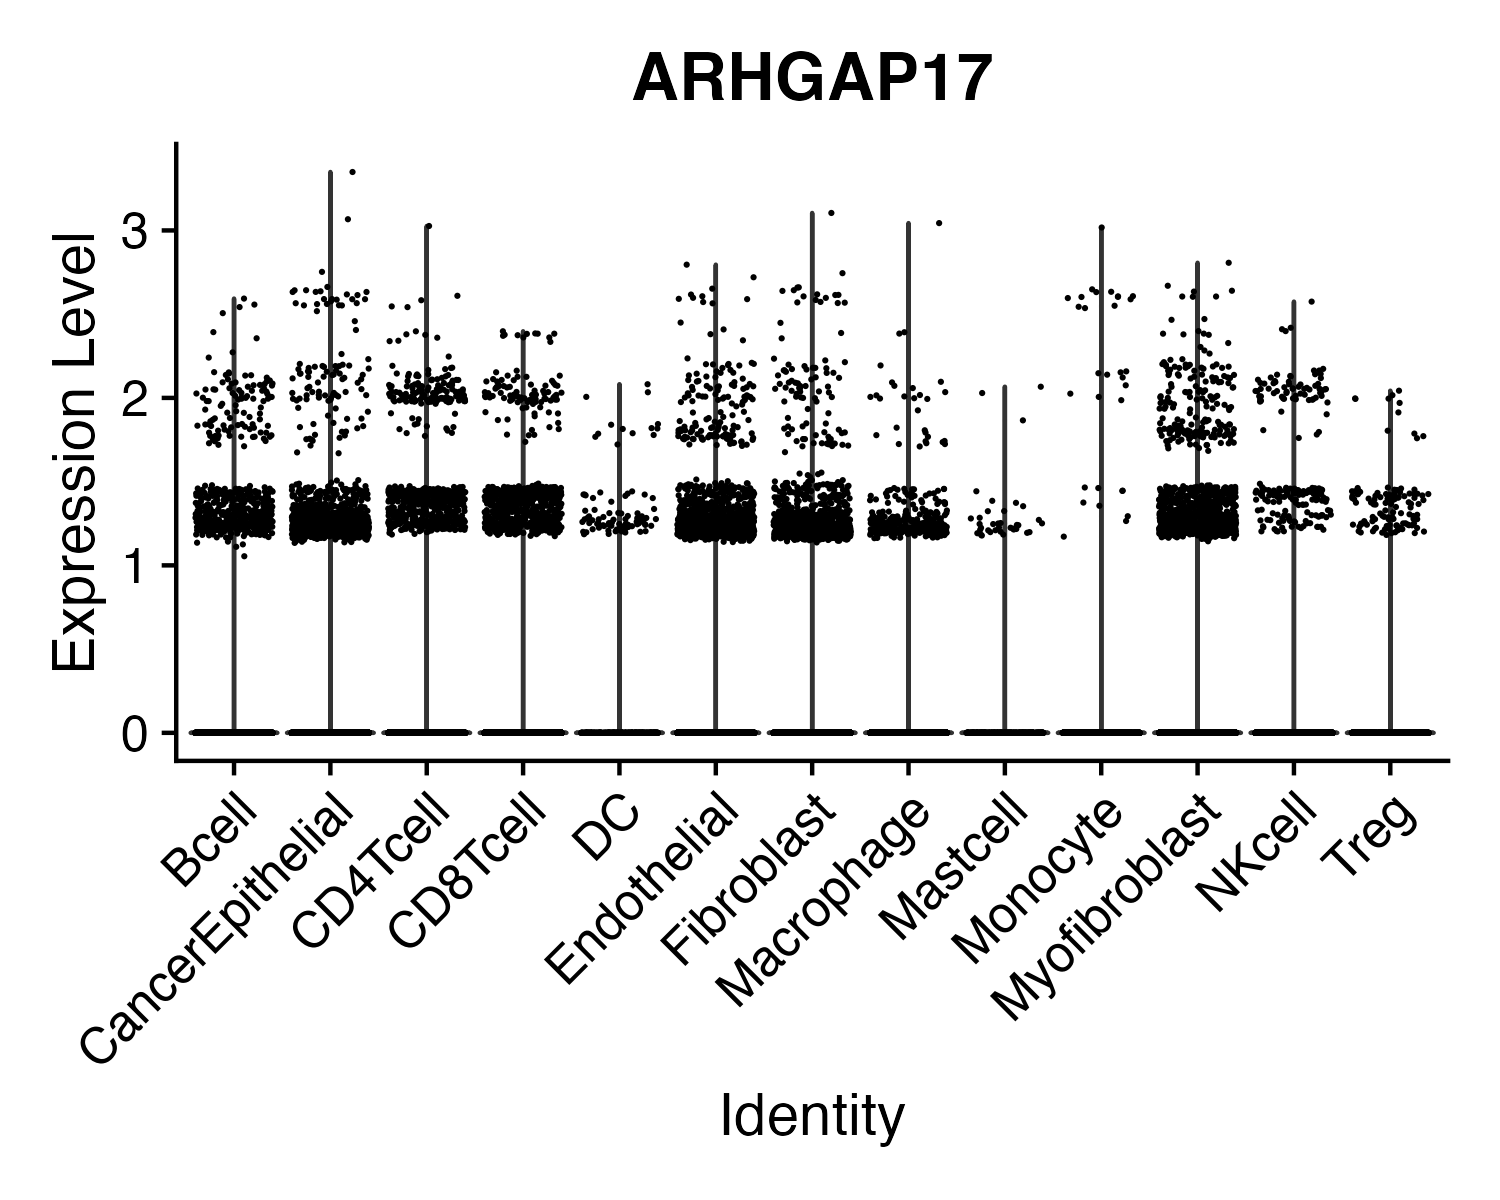 ARHGAP17
Expression Level
3
2
1
0
Bcell
CancerEpithelial
CD4Tcell
CD8Tcell
DC
Endothelial
Fibroblast
Macrophage
Mastcell
Monocyte
Myofibroblast
NKcell
Treg
Identity